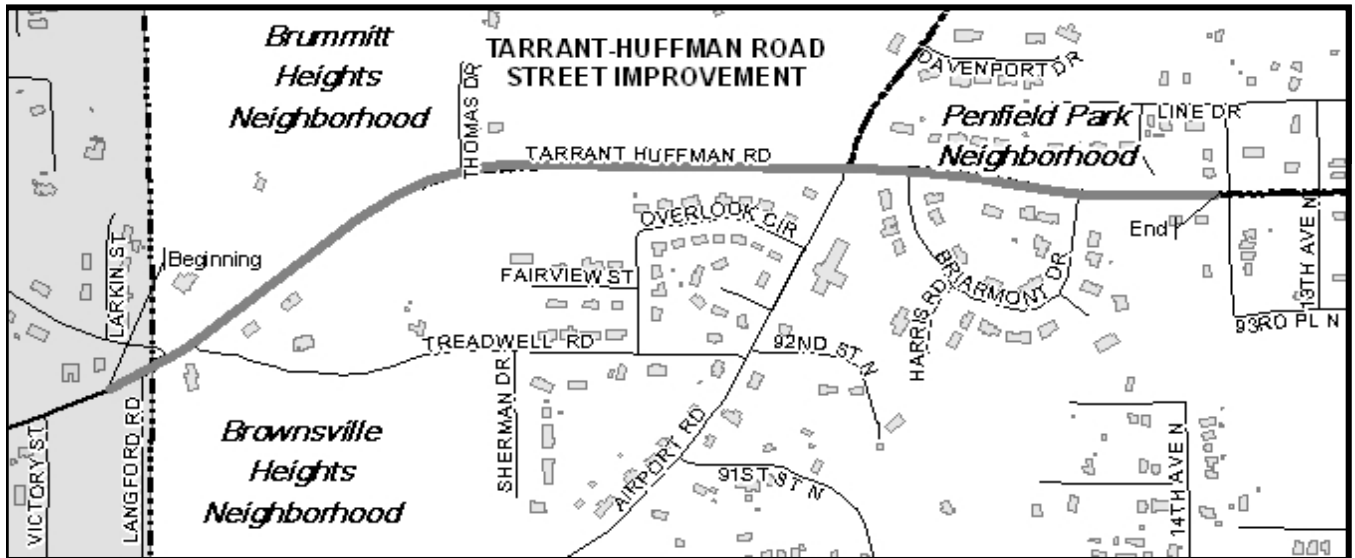 Brummitt
Heights
Neighborhood
TARRANT-HUFFMAN ROAD
STREET IMPROVEMENT
THOMAS DR
DAVENPORT DR
Penfield Park
Neighborhood
LINE DR
TARRANT HUFFMAN RD
OVERLOOK CIR
LARKIN ST
Beginning
End
13TH AVE N
FAIRVIEW ST
BRIARMONT DR
HARRIS RD
93RD PL N
TREADWELL RD
92ND ST N
SHERMAN DR
Brownsville
Heights
Neighborhood
VICTORY ST
LANGFORD RD
AIRPORT RD
91ST ST N
14TH AVE N